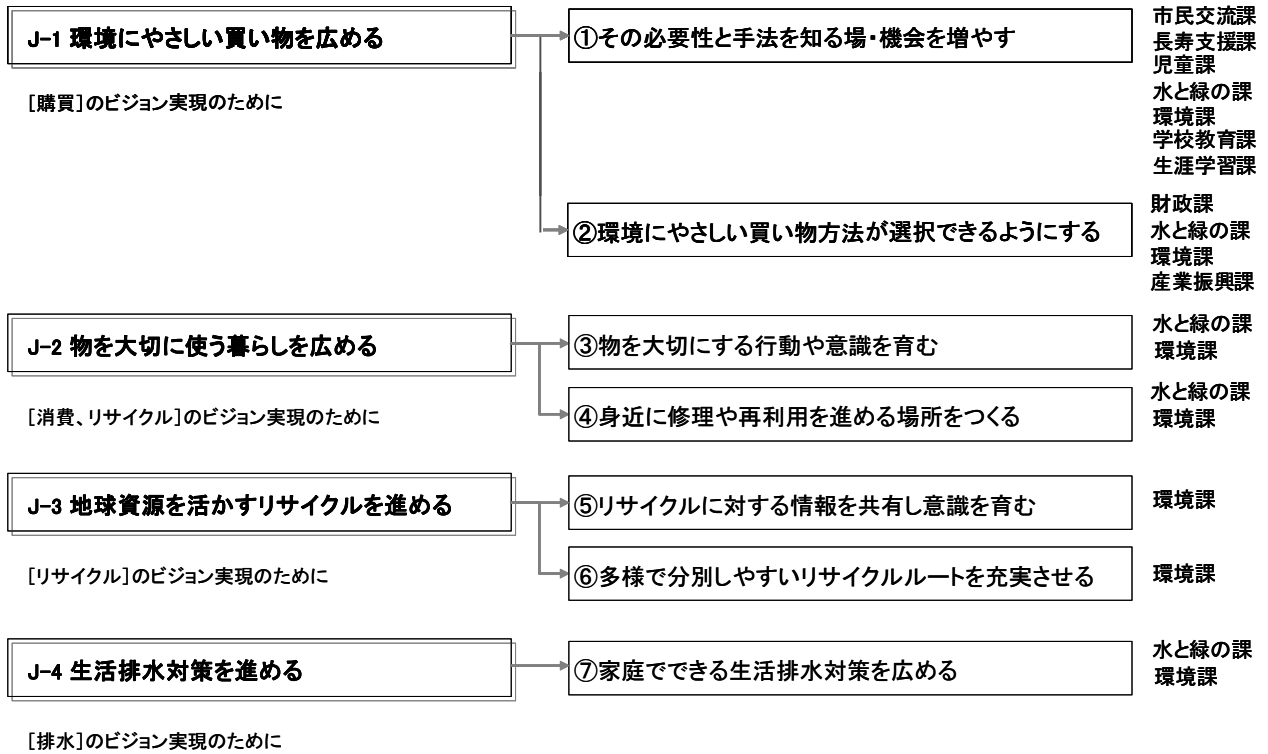 J-1 環境にやさしい買い物を広める
[購買]のビジョン実現のために
①その必要性と手法を知る場・機会を増やす
市民交流課
長寿支援課
児童課
水と緑の課
環境課
学校教育課
生涯学習課
②環境にやさしい買い物方法が選択できるようにする
財政課
水と緑の課
環境課
産業振興課
J-2 物を大切に使う暮らしを広める
[消費、リサイクル]のビジョン実現のために
③物を大切にする行動や意識を育む
水と緑の課
環境課
④身近に修理や再利用を進める場所をつくる
水と緑の課
環境課
J-3 地球資源を活かすリサイクルを進める
[リサイクル]のビジョン実現のために
⑤リサイクルに対する情報を共有し意識を育む
環境課
⑥多様で分別しやすいリサイクルルートを充実させる
環境課
J-4 生活排水対策を進める
[排水]のビジョン実現のために
⑦家庭でできる生活排水対策を広める
水と緑の課
環境課